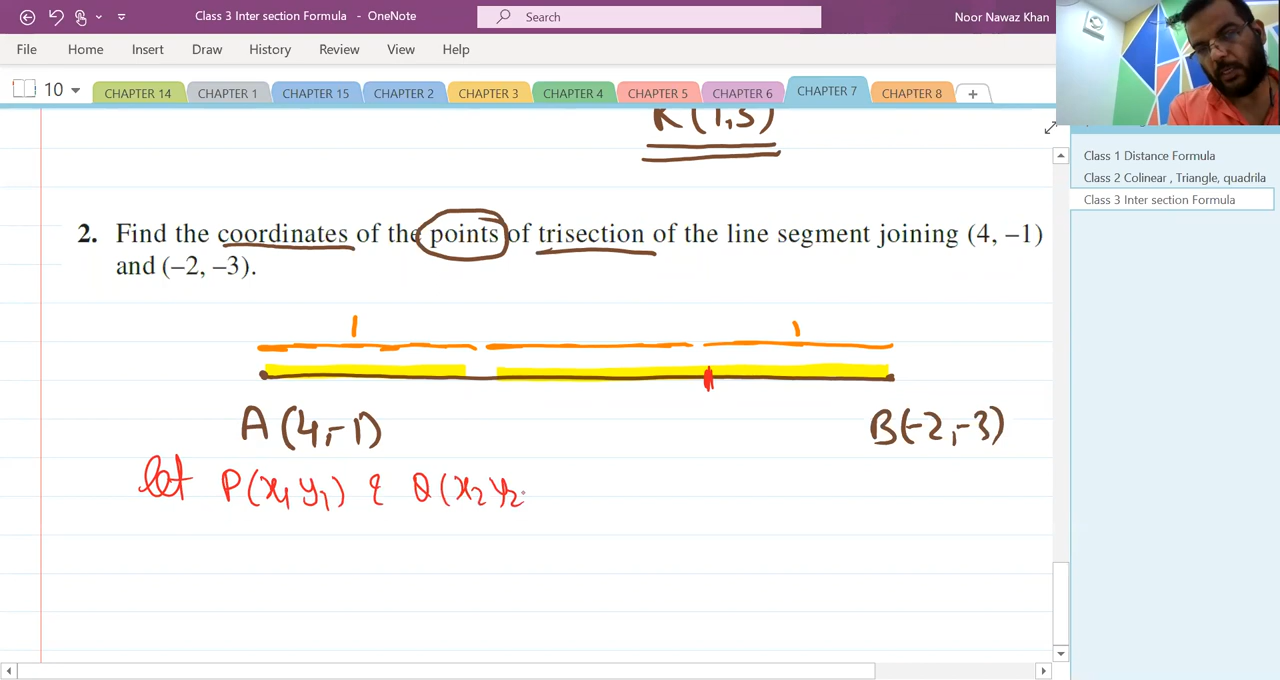 Class 3 Inter section Formula - OneNote
Search
Noor Nawaz Khan
File Home Insert Draw History Review View Help
10 CHAPTER 14 CHAPTER 1 CHAPTER 15 CHAPTER 2 CHAPTER 3 CHAPTER 4 CHAPTER 5 CHAPTER 6 CHAPTER 7 CHAPTER 8 +
Class 1 Distance Formula
Class 2 Colinear , Triangle, quadrila
Class 3 Inter section Formula
2. Find the coordinates of the points of trisection of the line segment joining (4, –1)
and (–2, –3).
1 1
A (4, -1) B(-2, -3)
let P(x1 y1) & Q(x2 y2